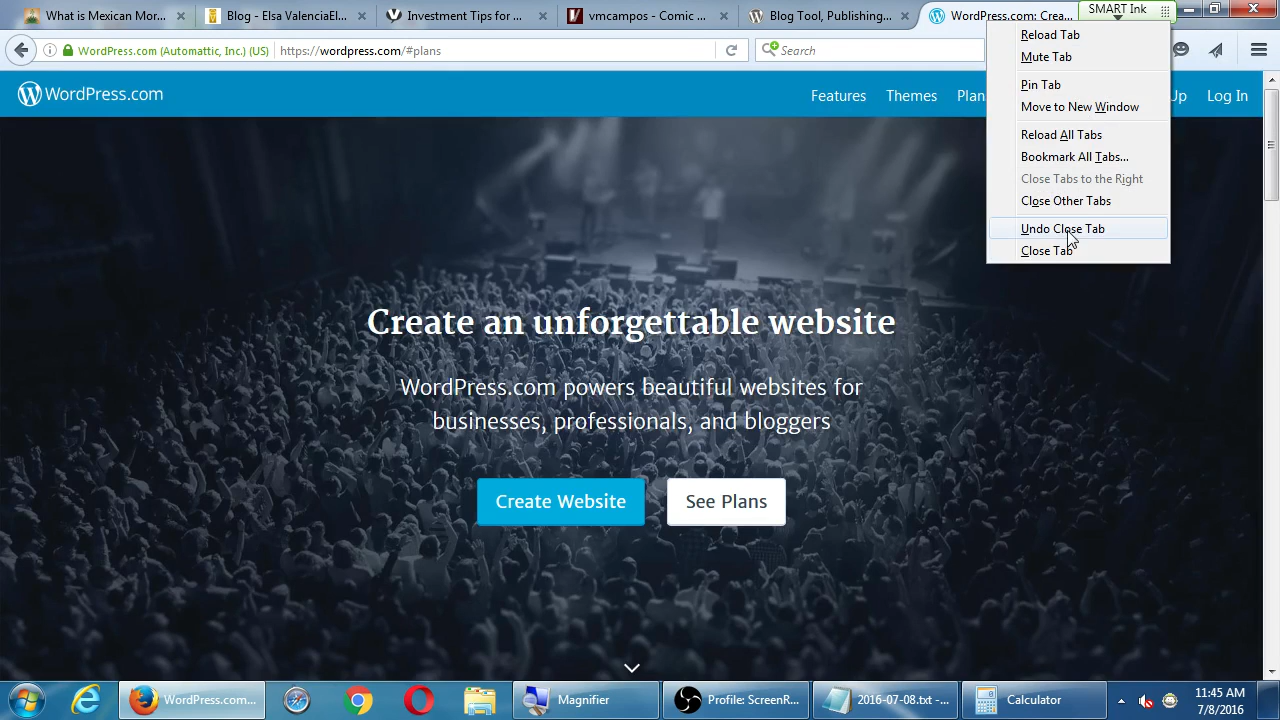 What is Mexican Mor...
Blog - Elsa ValenciaEl...
Investment Tips for ...
vmcampos - Comic ...
Blog Tool, Publishing...
WordPress.com: Crea...
SMART Ink
WordPress.com (Automattic, Inc.) (US)
https://wordpress.com/#plans
Search
Reload Tab
Mute Tab
Pin Tab
Move to New Window
Reload All Tabs
Bookmark All Tabs...
Close Tabs to the Right
Close Other Tabs
Undo Close Tab
Close Tab
WordPress.com
Features
Themes
Plan
Up
Log In
Create an unforgettable website
WordPress.com powers beautiful websites for
businesses, professionals, and bloggers
Create Website
See Plans
WordPress.com...
Magnifier
Profile: ScreenR...
2016-07-08.txt -...
Calculator
11:45 AM
7/8/2016